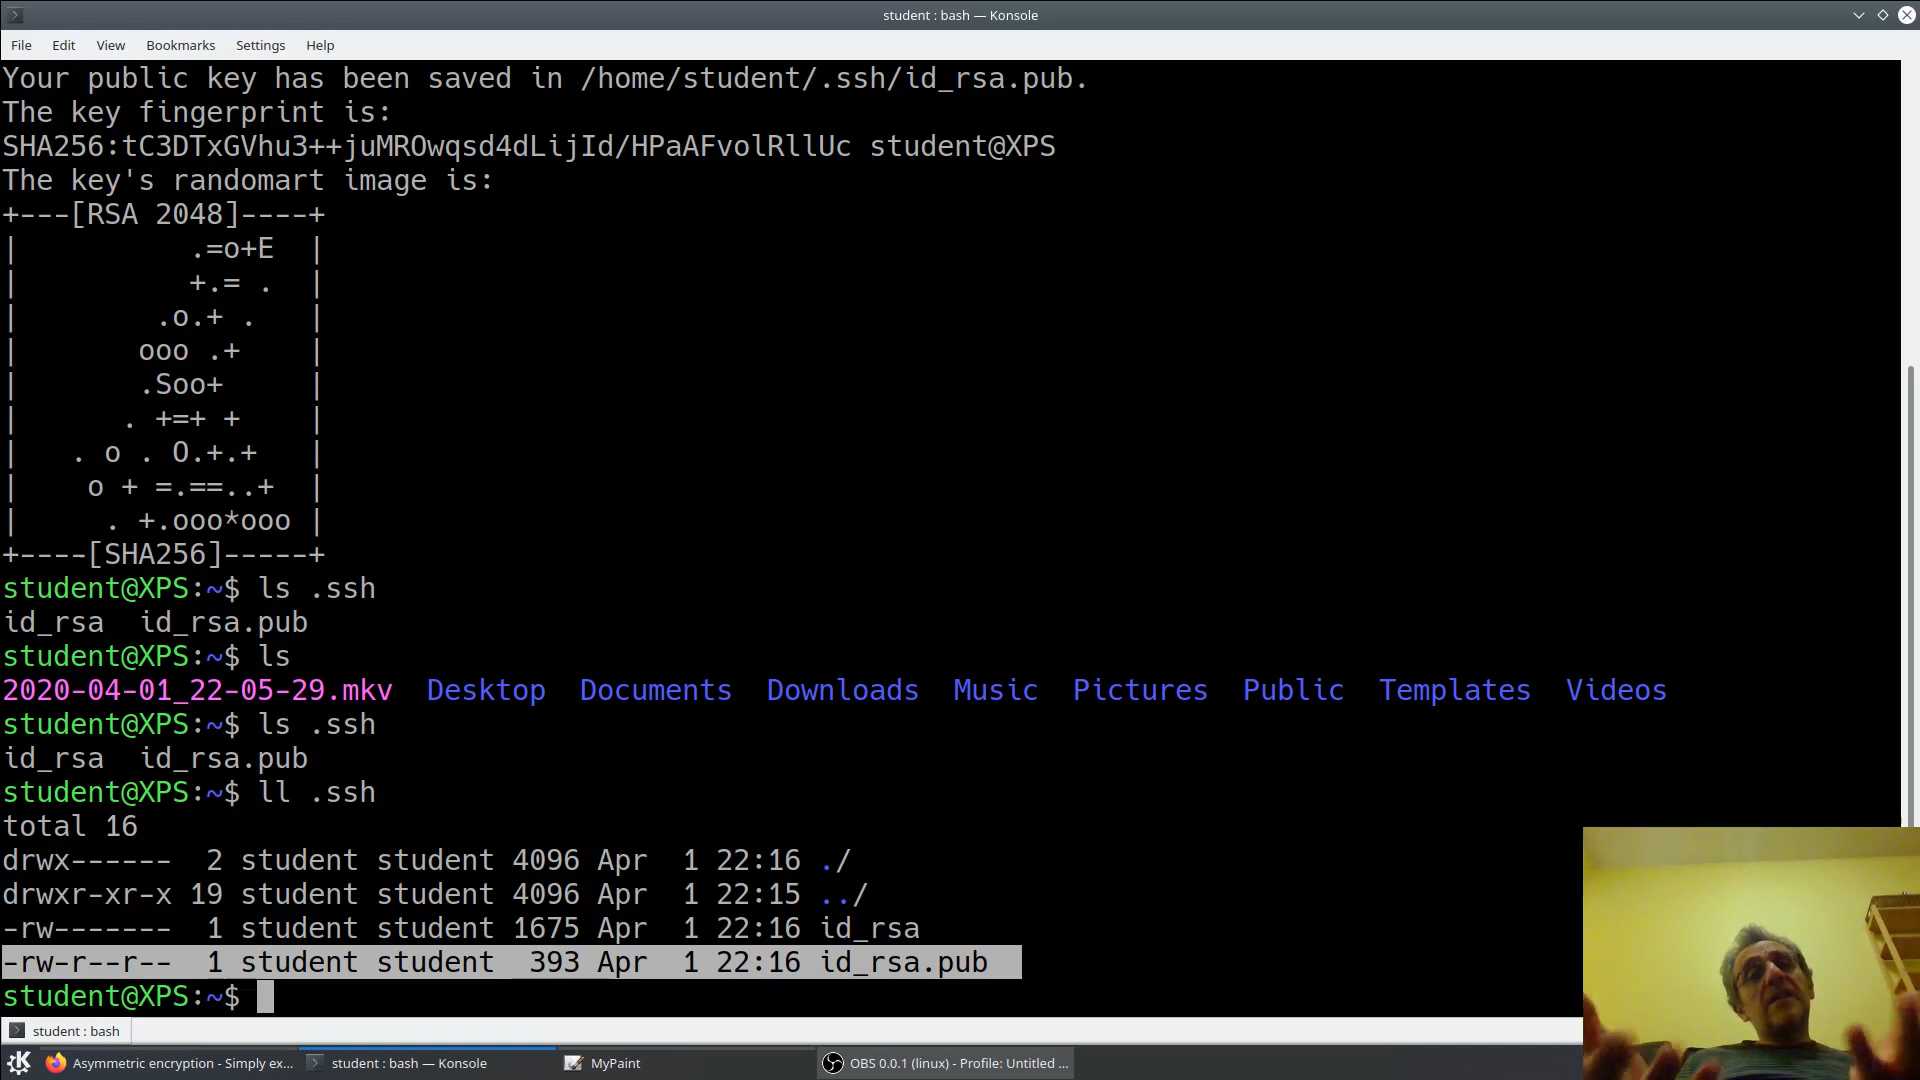 student : bash — Konsole
File Edit View Bookmarks Settings Help
Your public key has been saved in /home/student/.ssh/id_rsa.pub.
The key fingerprint is:
SHA256:tC3DTxGVhu3++juMROwqsd4dLijId/HPaAFvolRllUc student@XPS
The key's randomart image is:
+---[RSA 2048]----+
|           .=o+E  |
|           +.= .  |
|         .o.+ .   |
|        ooo .+    |
|        .Soo+     |
|       . +=+ +    |
|    . o . O.+.+   |
|     o + =.==..+  |
|      . +.ooo*ooo |
+----[SHA256]-----+
student@XPS:~$ ls .ssh
id_rsa  id_rsa.pub
student@XPS:~$ ls
2020-04-01_22-05-29.mkv  Desktop  Documents  Downloads  Music  Pictures  Public  Templates  Videos
student@XPS:~$ ls .ssh
id_rsa  id_rsa.pub
student@XPS:~$ ll .ssh
total 16
drwx------  2 student student 4096 Apr  1 22:16 ./
drwxr-xr-x 19 student student 4096 Apr  1 22:15 ../
-rw-------  1 student student 1675 Apr  1 22:16 id_rsa
-rw-r--r--  1 student student  393 Apr  1 22:16 id_rsa.pub
student@XPS:~$
student : bash
Asymmetric encryption - Simply ex... student : bash — Konsole MyPaint OBS 0.0.1 (linux) - Profile: Untitled ...